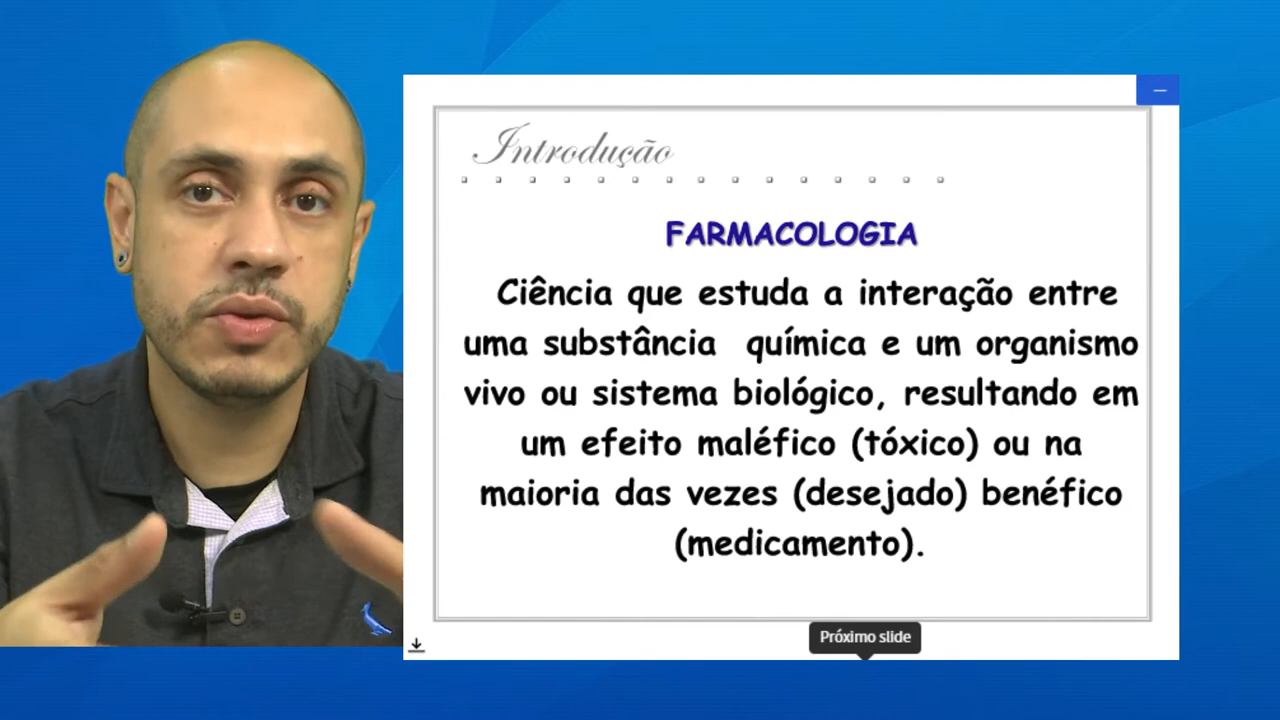 Introdução
FARMACOLOGIA
Ciência que estuda a interação entre
uma substância química e um organismo
vivo ou sistema biológico, resultando em
um efeito maléfico (tóxico) ou na
maioria das vezes (desejado) benéfico
(medicamento).
Próximo slide